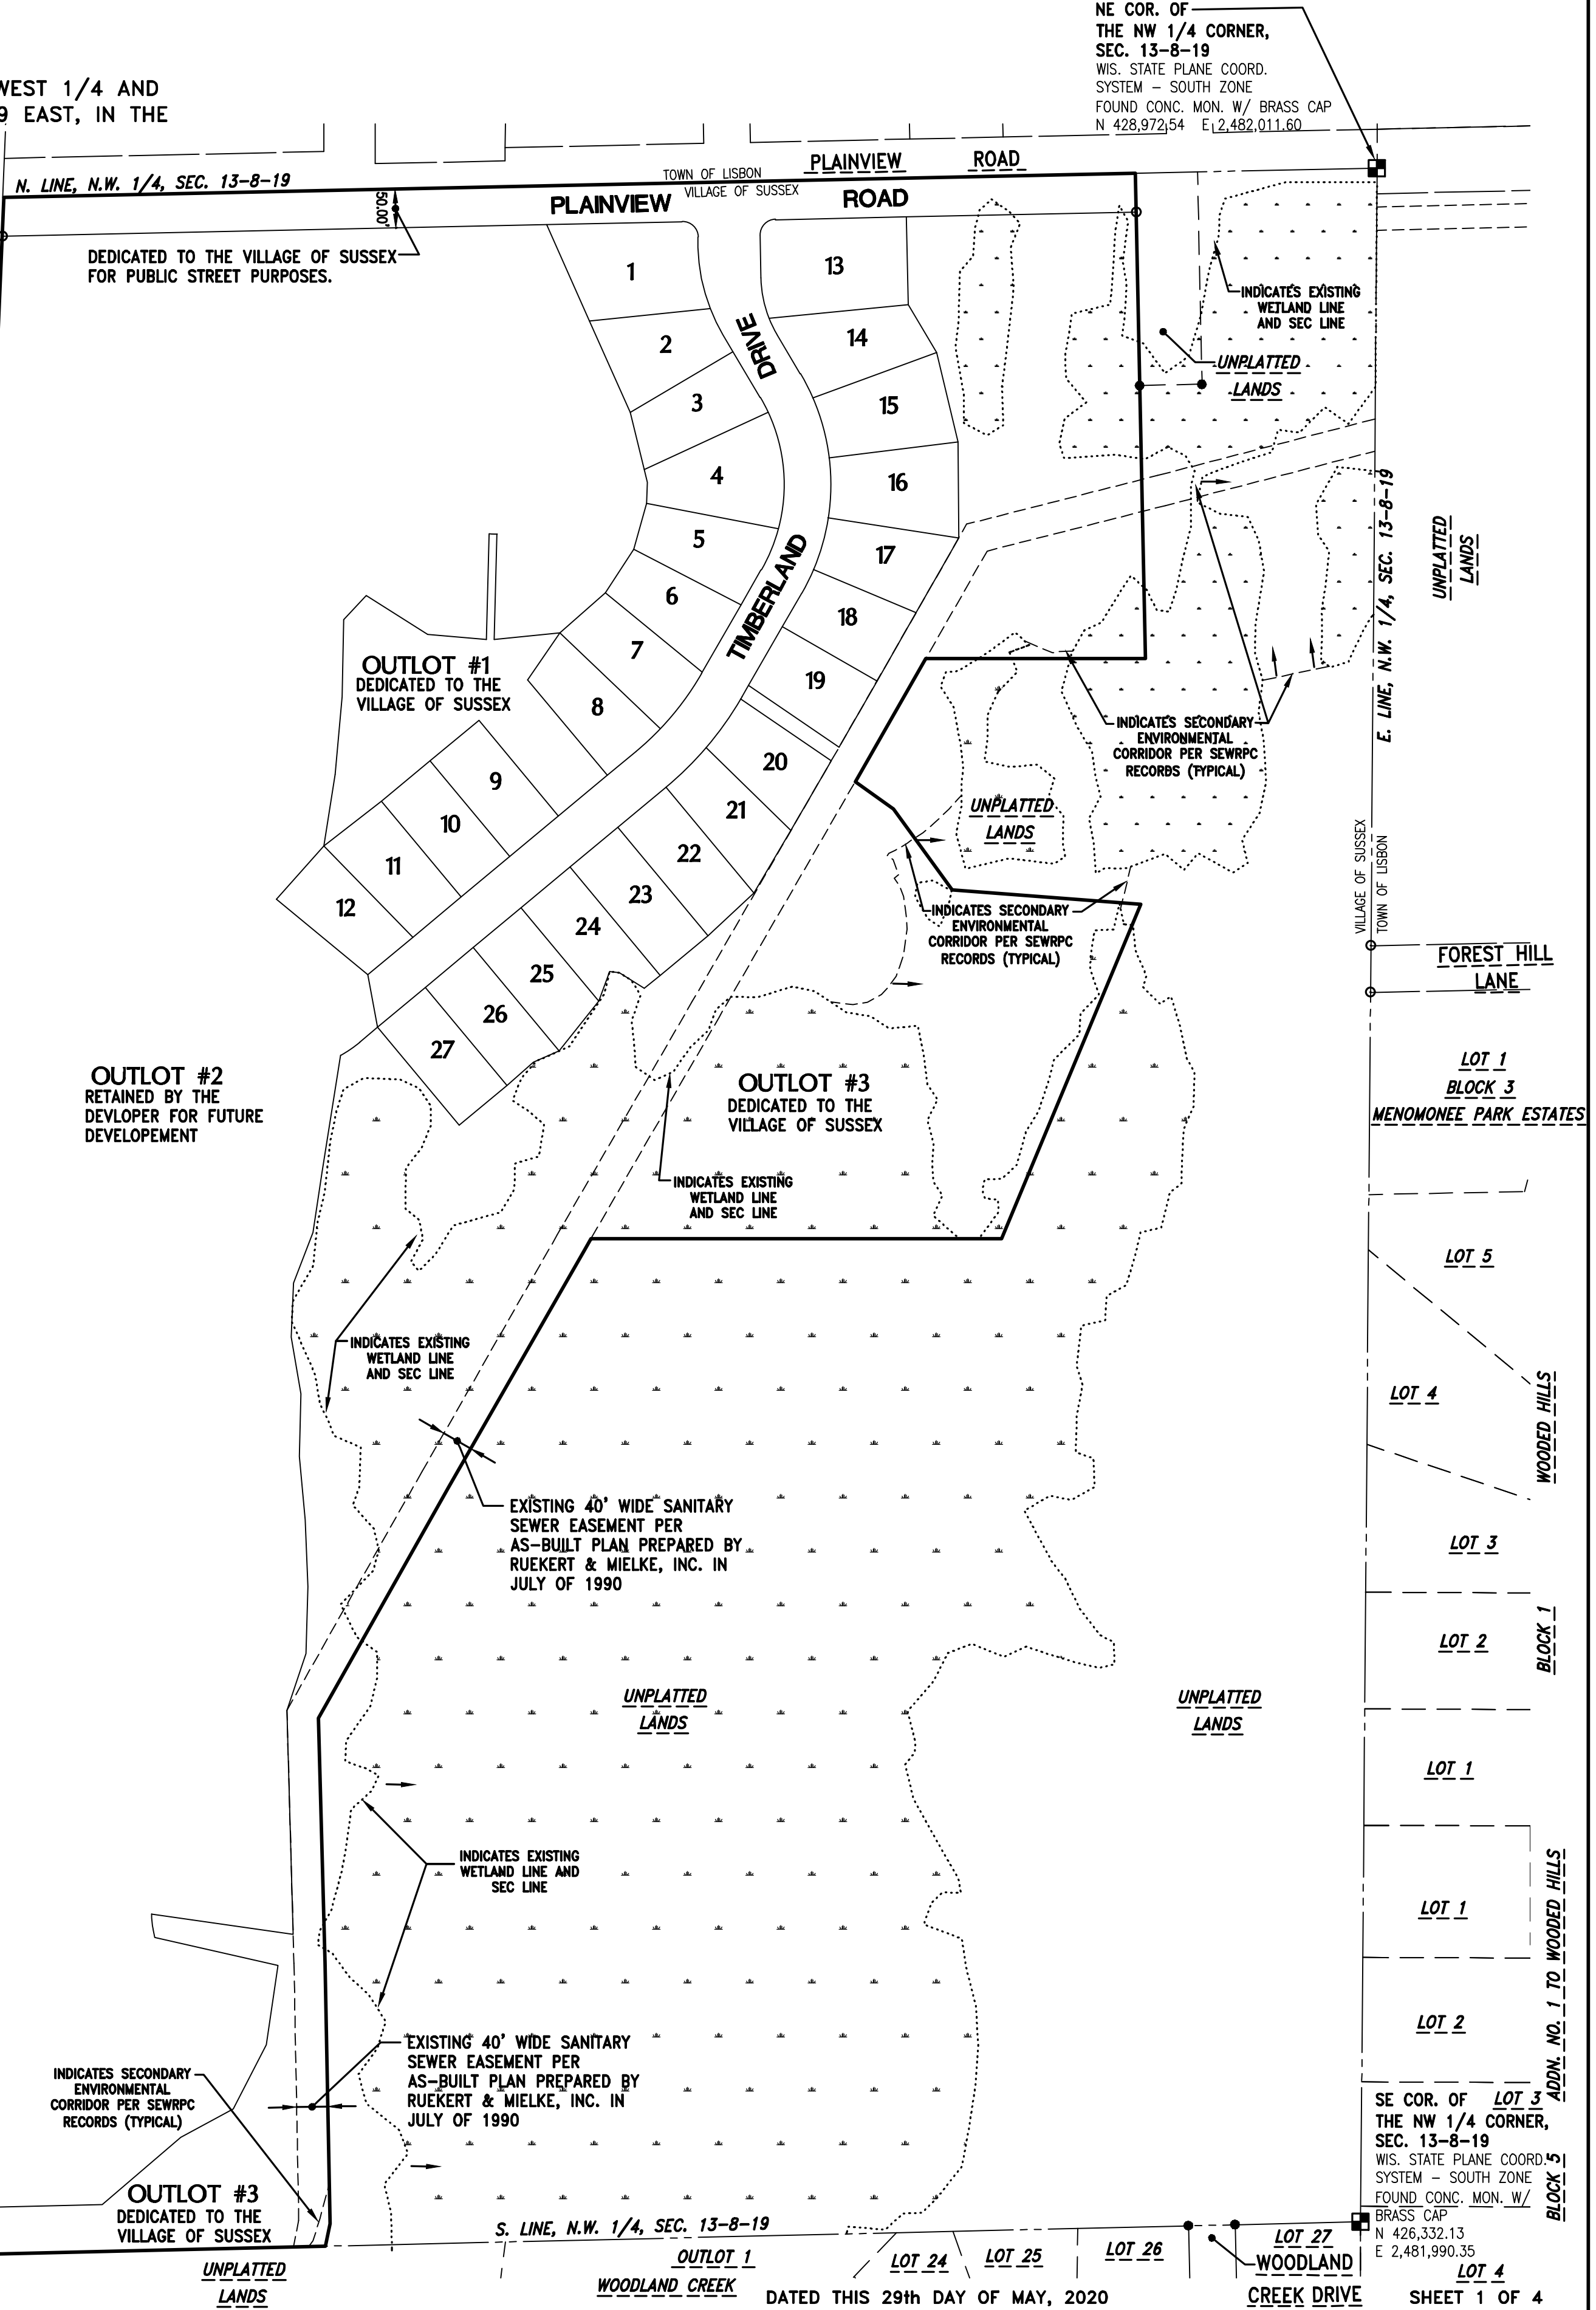 NE COR. OF
THE NW 1/4 CORNER,
SEC. 13-8-19
WIS. STATE PLANE COORD.
SYSTEM - SOUTH ZONE
FOUND CONC. MON. W/ BRASS CAP
N 428,972.54 E 2,482,011.60
WEST 1/4 AND
9 EAST, IN THE
N. LINE, N.W. 1/4, SEC. 13-8-19
TOWN OF LISBON
VILLAGE OF SUSSEX
PLAINVIEW ROAD
PLAINVIEW ROAD
50.00'
DEDICATED TO THE VILLAGE OF SUSSEX
FOR PUBLIC STREET PURPOSES.
1
13
2
14
3
15
4
16
5
17
6
18
7
19
8
20
9
21
10
22
11
23
12
24
25
26
27
TIMBERLAND
DRIVE
INDICATES EXISTING
WETLAND LINE
AND SEC LINE
UNPLATTED
LANDS
UNPLATTED
LANDS
E. LINE, N.W. 1/4, SEC. 13-8-19
OUTLOT #1
DEDICATED TO THE
VILLAGE OF SUSSEX
INDICATES SECONDARY
ENVIRONMENTAL
CORRIDOR PER SEWRPC
RECORDS (TYPICAL)
UNPLATTED
LANDS
VILLAGE OF SUSSEX
TOWN OF LISBON
INDICATES SECONDARY
ENVIRONMENTAL
CORRIDOR PER SEWRPC
RECORDS (TYPICAL)
FOREST HILL
LANE
OUTLOT #2
RETAINED BY THE
DEVLOPER FOR FUTURE
DEVELOPEMENT
OUTLOT #3
DEDICATED TO THE
VILLAGE OF SUSSEX
LOT 1
BLOCK 3
MENOMONEE PARK ESTATES
INDICATES EXISTING
WETLAND LINE
AND SEC LINE
LOT 5
INDICATES EXISTING
WETLAND LINE
AND SEC LINE
LOT 4
WOODED HILLS
EXISTING 40' WIDE SANITARY
SEWER EASEMENT PER
AS-BUILT PLAN PREPARED BY
RUEKERT & MIELKE, INC. IN
JULY OF 1990
LOT 3
LOT 2
BLOCK 1
UNPLATTED
LANDS
UNPLATTED
LANDS
LOT 1
INDICATES EXISTING
WETLAND LINE AND
SEC LINE
LOT 1
ADDN. NO. 1 TO WOODED HILLS
LOT 2
EXISTING 40' WIDE SANITARY
SEWER EASEMENT PER
AS-BUILT PLAN PREPARED BY
RUEKERT & MIELKE, INC. IN
JULY OF 1990
INDICATES SECONDARY
ENVIRONMENTAL
CORRIDOR PER SEWRPC
RECORDS (TYPICAL)
LOT 3
SE COR. OF
THE NW 1/4 CORNER,
SEC. 13-8-19
WIS. STATE PLANE COORD.
SYSTEM - SOUTH ZONE
FOUND CONC. MON. W/
BRASS CAP
N 426,332.13
E 2,481,990.35
BLOCK 5
OUTLOT #3
DEDICATED TO THE
VILLAGE OF SUSSEX
S. LINE, N.W. 1/4, SEC. 13-8-19
UNPLATTED
LANDS
OUTLOT 1
WOODLAND CREEK
LOT 24
LOT 25
LOT 26
LOT 27
WOODLAND
CREEK DRIVE
LOT 4
DATED THIS 29th DAY OF MAY, 2020
SHEET 1 OF 4